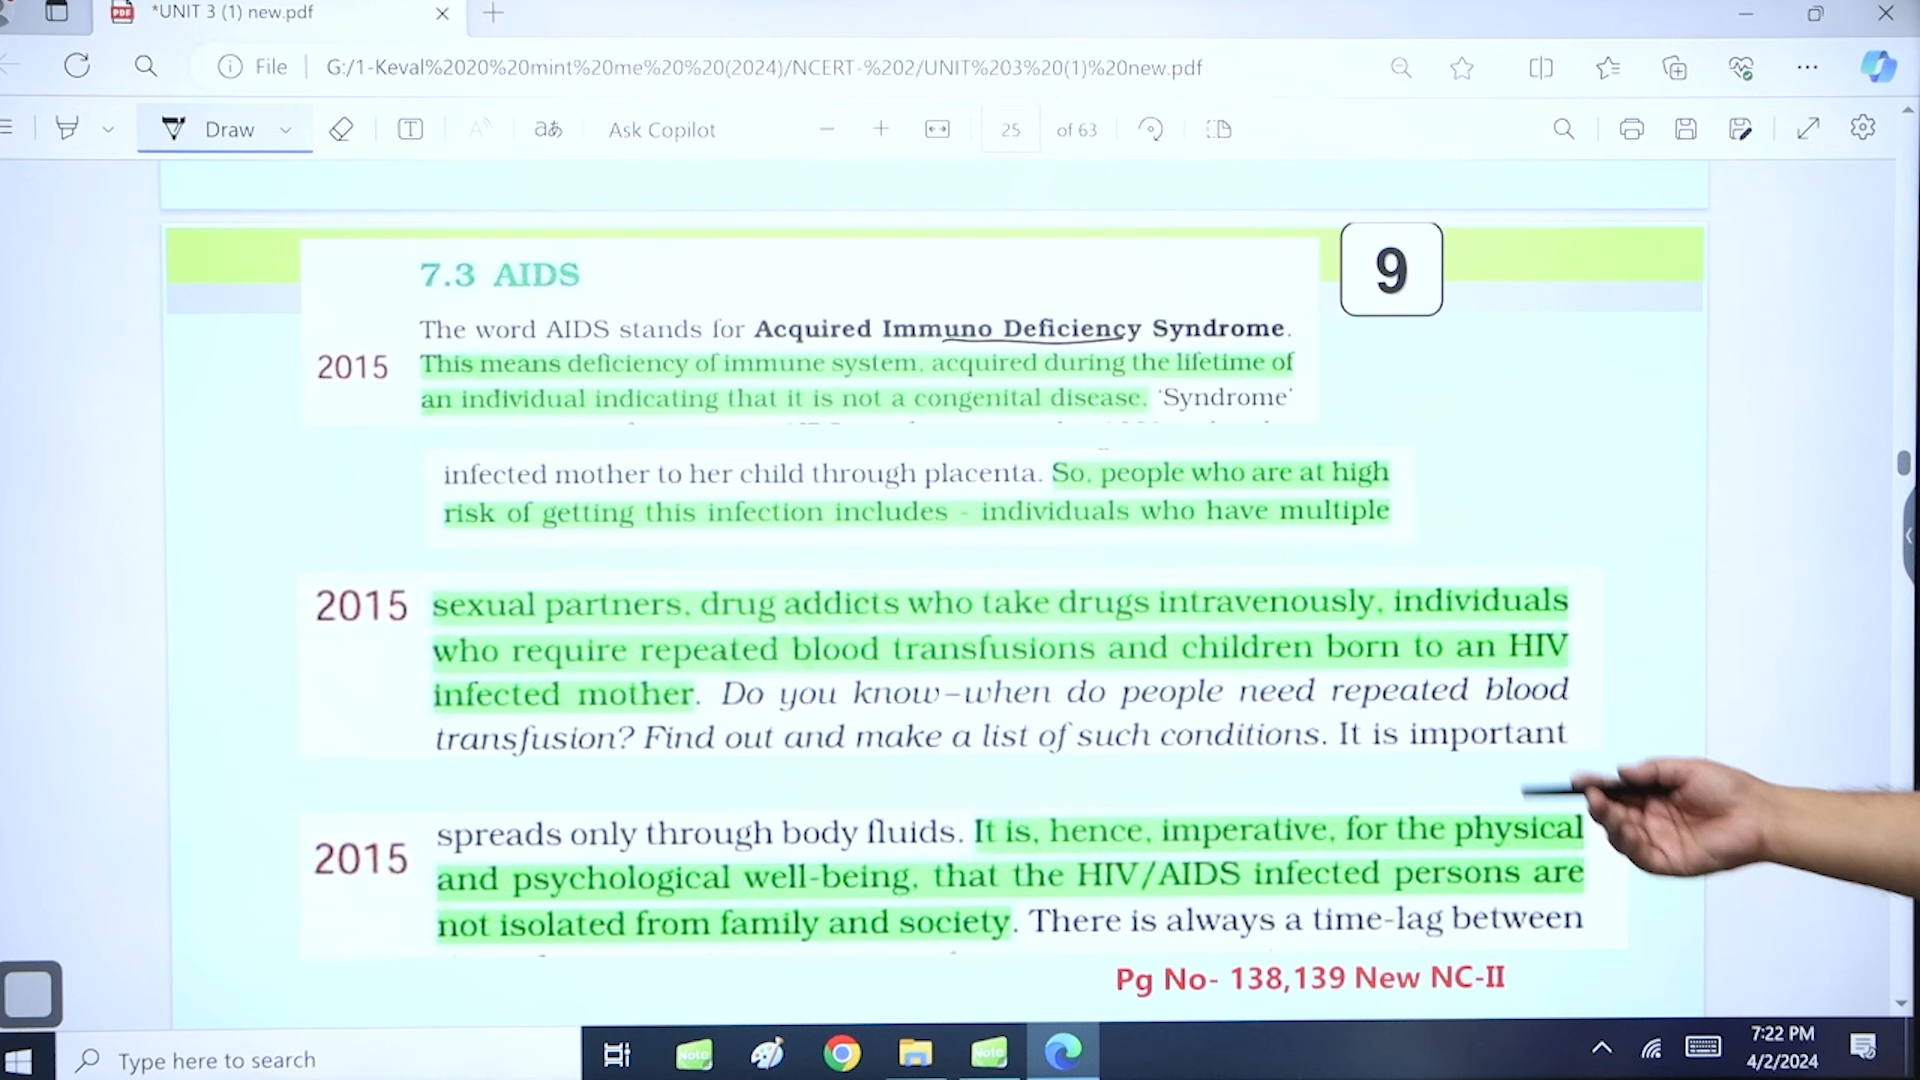 *UNIT 3 (1) new.pdf
File
G:/1-Keval%2020%20mint%20me%20%20(2024)/NCERT-%202/UNIT%203%20(1)%20new.pdf
Draw
Ask Copilot
25 of 63
9
7.3 AIDS
The word AIDS stands for Acquired Immuno Deficiency Syndrome.
2015 This means deficiency of immune system, acquired during the lifetime of
an individual indicating that it is not a congenital disease. 'Syndrome'
infected mother to her child through placenta. So, people who are at high
risk of getting this infection includes - individuals who have multiple
2015 sexual partners, drug addicts who take drugs intravenously, individuals
who require repeated blood transfusions and children born to an HIV
infected mother. Do you know–when do people need repeated blood
transfusion? Find out and make a list of such conditions. It is important
spreads only through body fluids. It is, hence, imperative, for the physical
2015 and psychological well-being, that the HIV/AIDS infected persons are
not isolated from family and society. There is always a time-lag between
Pg No- 138,139 New NC-II
Type here to search
7:22 PM
4/2/2024